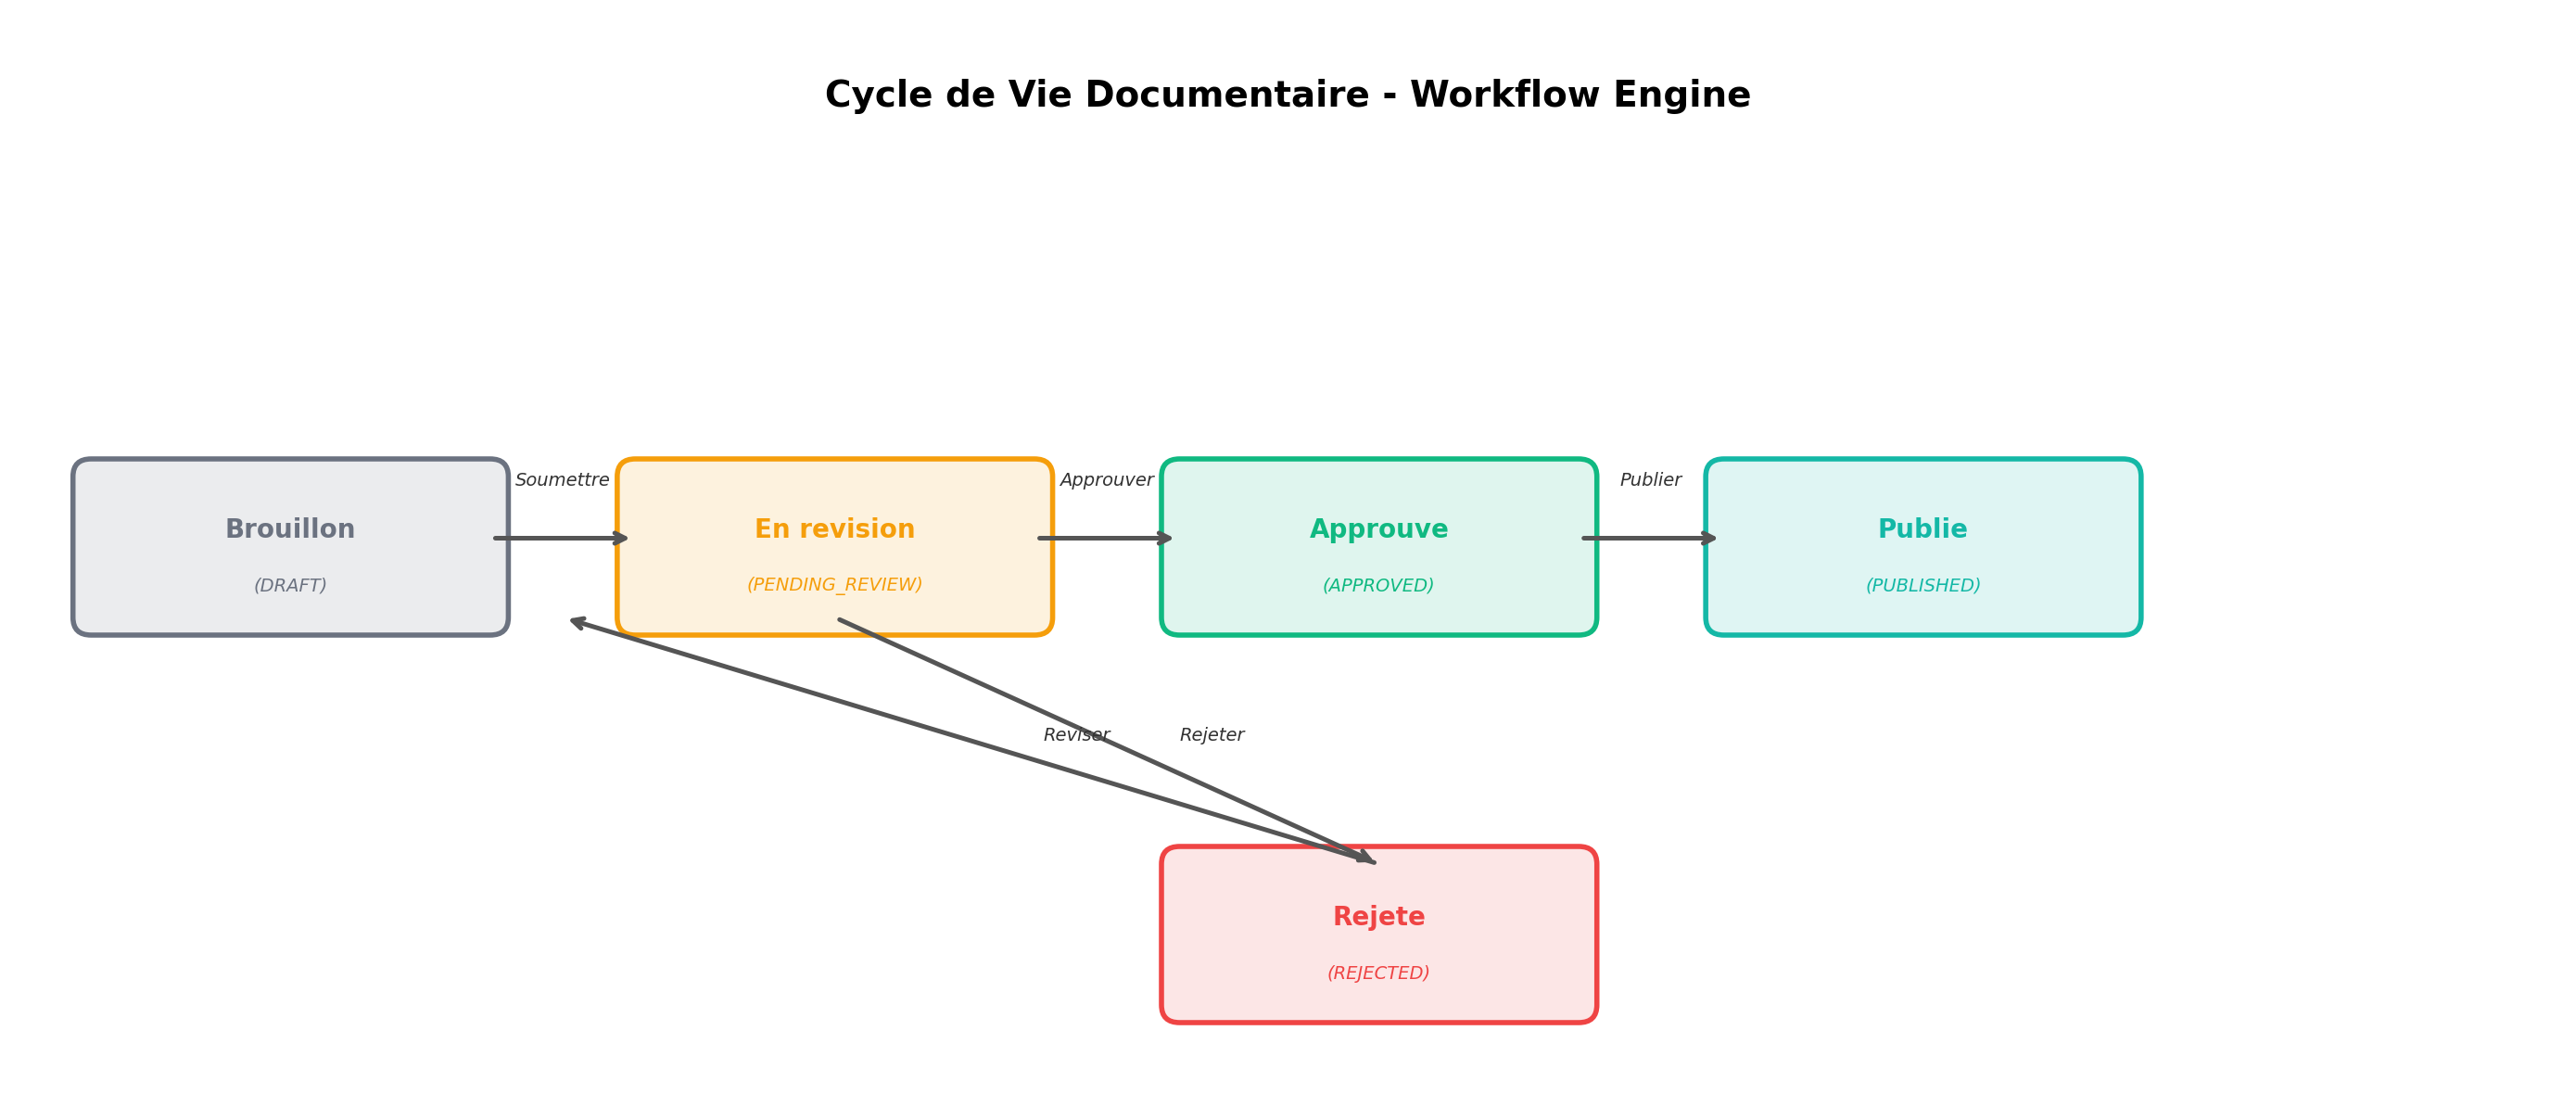 Cycle de Vie Documentaire - Workflow Engine
Soumettre
Approuver
Publier
Brouillon
(DRAFT)
En revision
(PENDING_REVIEW)
Approuve
(APPROVED)
Publie
(PUBLISHED)
Reviser
Rejeter
Rejete
(REJECTED)